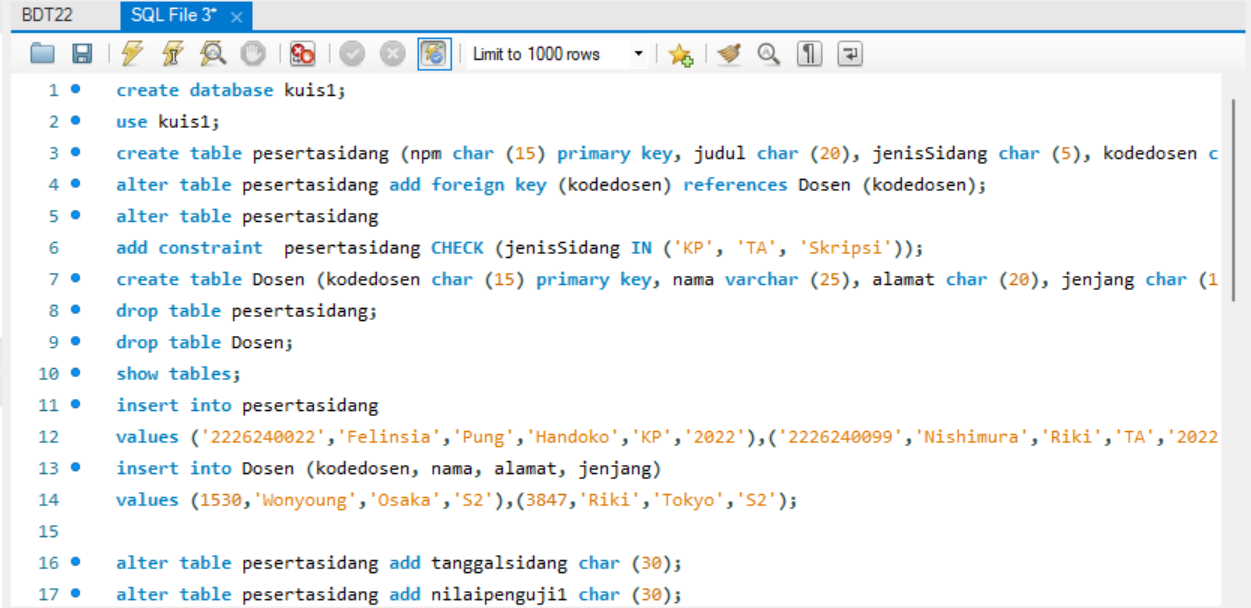 BDT22 SQL File 3*
Limit to 1000 rows
1 create database kuis1;
2 use kuis1;
3 create table pesertasidang (npm char (15) primary key, judul char (20), jenisSidang char (5), kodedosen c
4 alter table pesertasidang add foreign key (kodedosen) references Dosen (kodedosen);
5 alter table pesertasidang
6 add constraint  pesertasidang CHECK (jenisSidang IN ('KP', 'TA', 'Skripsi'));
7 create table Dosen (kodedosen char (15) primary key, nama varchar (25), alamat char (20), jenjang char (1
8 drop table pesertasidang;
9 drop table Dosen;
10 show tables;
11 insert into pesertasidang
12 values ('2226240022','Felinsia','Pung','Handoko','KP','2022'),('2226240099','Nishimura','Riki','TA','2022
13 insert into Dosen (kodedosen, nama, alamat, jenjang)
14 values (1530,'Wonyoung','Osaka','S2'),(3847,'Riki','Tokyo','S2');
15
16 alter table pesertasidang add tanggalsidang char (30);
17 alter table pesertasidang add nilaipenguji1 char (30);